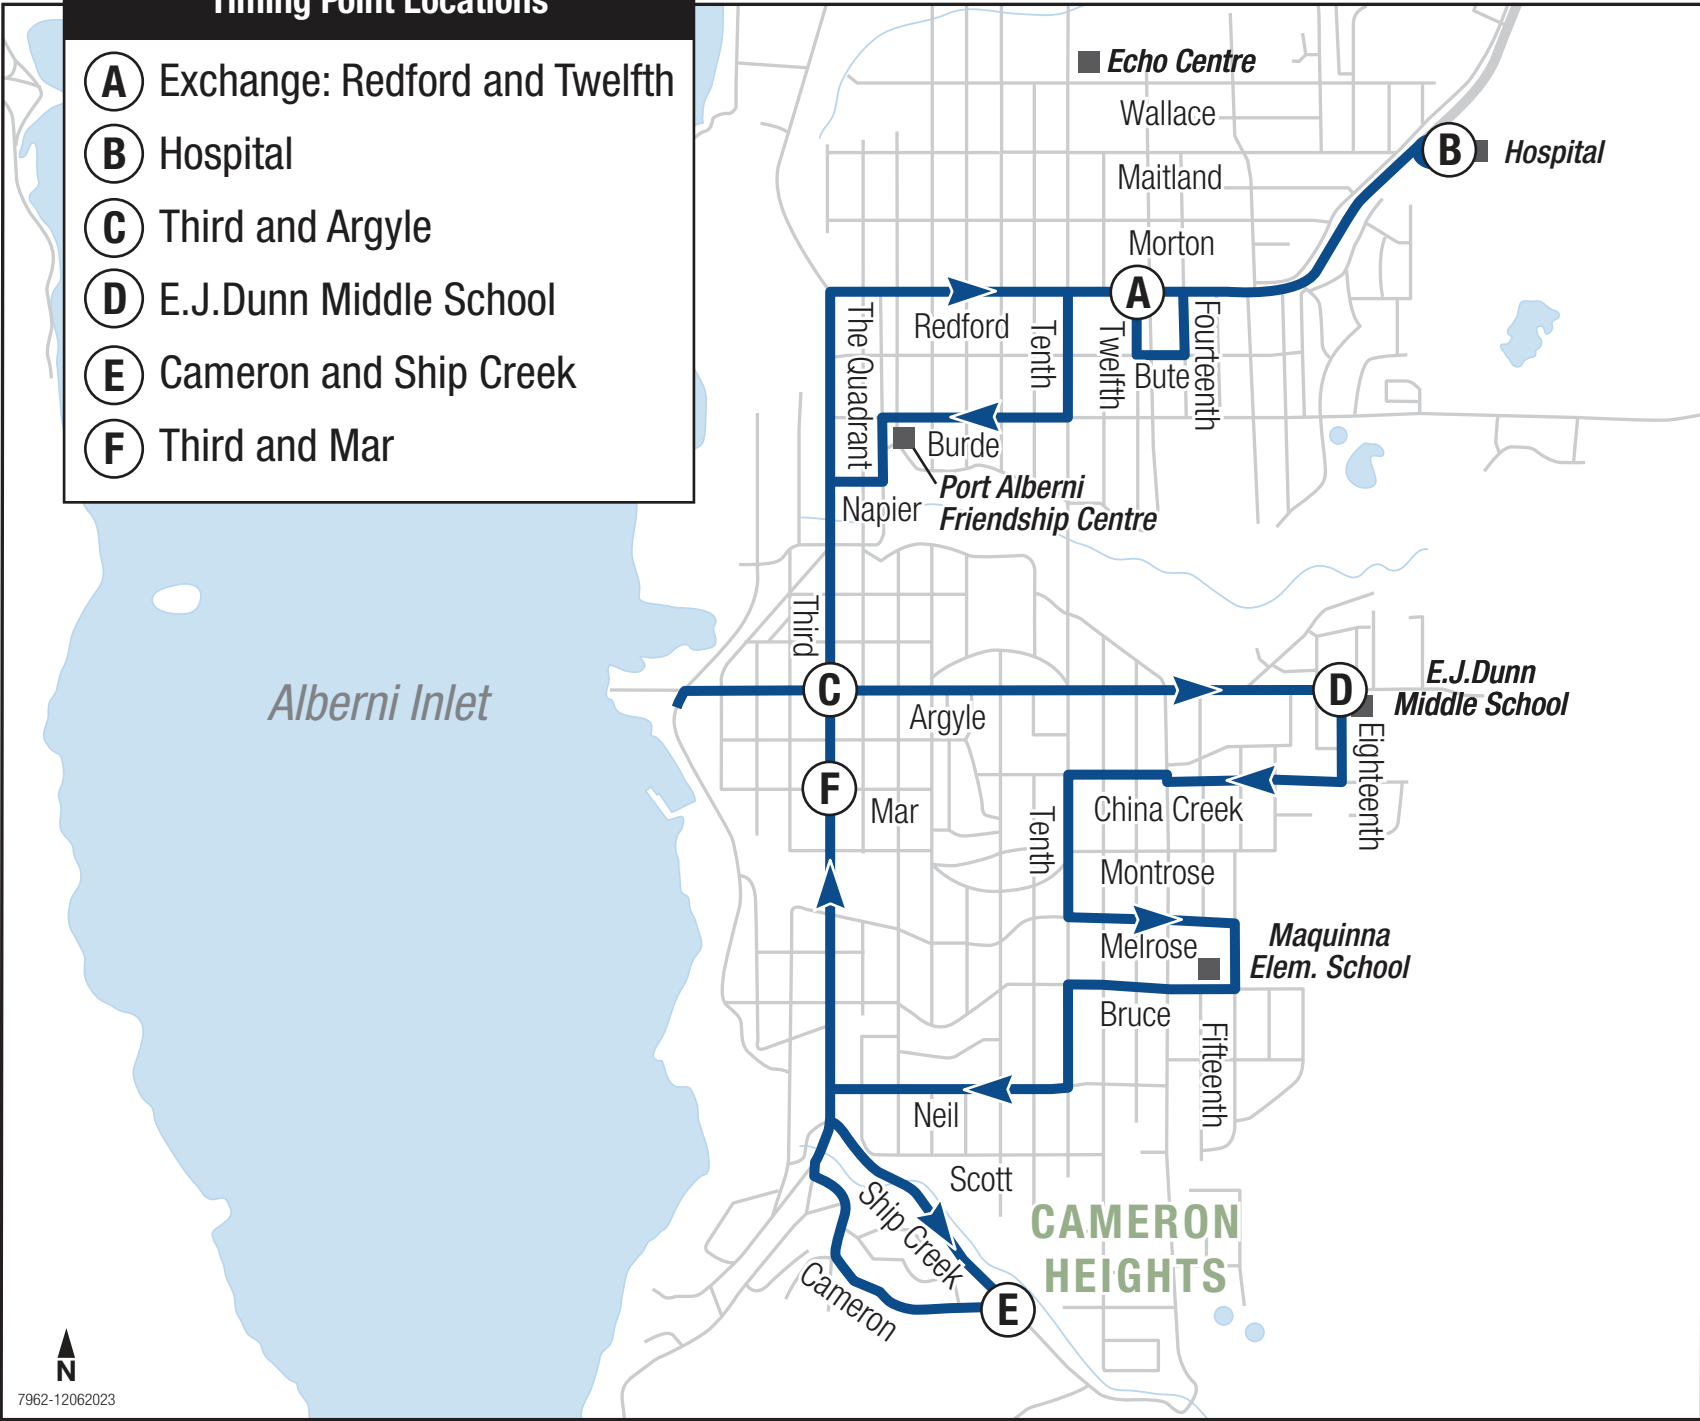 Timing Point Locations
A Exchange: Redford and Twelfth
B Hospital
C Third and Argyle
D E.J.Dunn Middle School
E Cameron and Ship Creek
F Third and Mar
Echo Centre
Wallace
B
Hospital
Maitland
Morton
A
The Quadrant
Redford
Tenth
Twelfth
Fourteenth
Bute
Burde
Port Alberni
Friendship Centre
Napier
Third
C
Argyle
D
E.J.Dunn
Middle School
Alberni Inlet
Eighteenth
F
Mar
China Creek
Tenth
Montrose
Melrose
Maquinna
Elem. School
Bruce
Fifteenth
Neil
Scott
Ship Creek
CAMERON
HEIGHTS
Cameron
E
N
7962-12062023